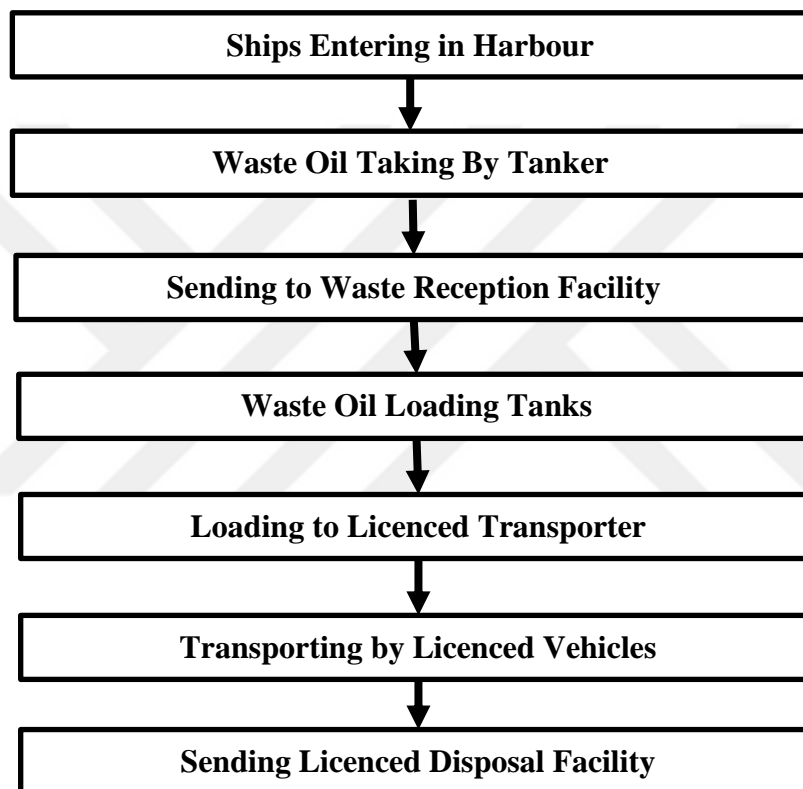 Ships Entering in Harbour
Waste Oil Taking By Tanker
Sending to Waste Reception Facility
Waste Oil Loading Tanks
Loading to Licenced Transporter
Transporting by Licenced Vehicles
Sending Licenced Disposal Facility